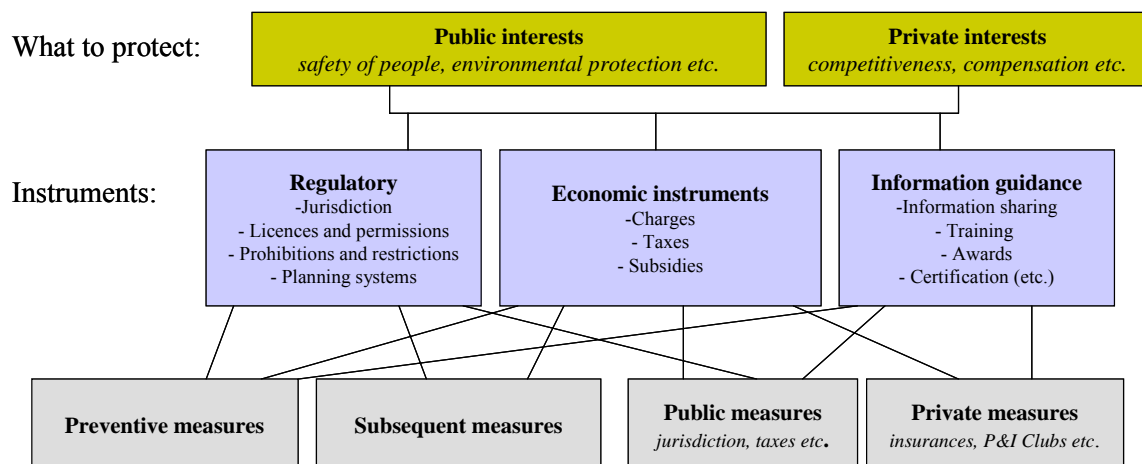 What to protect:
Public interests
safety of people, environmental protection etc.
Private interests
competitiveness, compensation etc.
Instruments:
Regulatory
-Jurisdiction
- Licences and permissions
- Prohibitions and restrictions
- Planning systems
Economic instruments
-Charges
- Taxes
- Subsidies
Information guidance
-Information sharing
- Training
- Awards
- Certification (etc.)
Preventive measures
Subsequent measures
Public measures
jurisdiction, taxes etc.
Private measures
insurances, P&I Clubs etc.